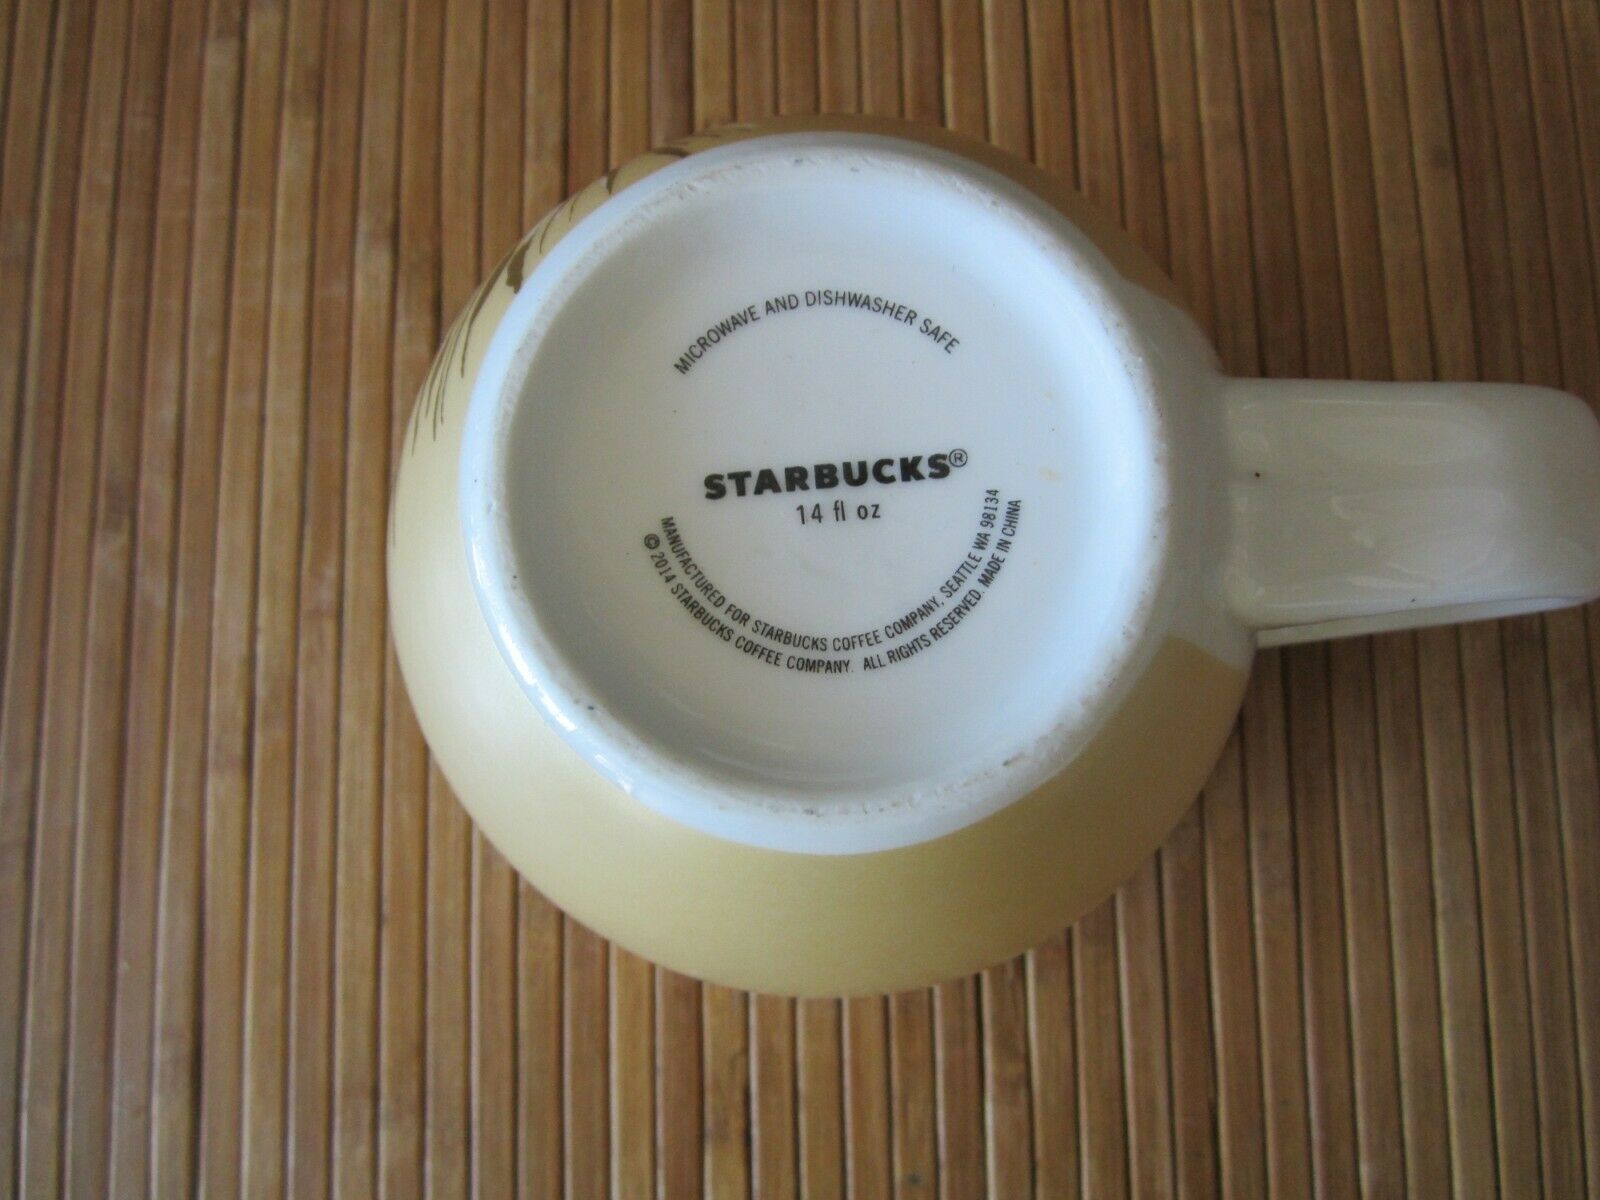 MICROWAVE AND DISHWASHER SAFE
STARBUCKS®
14 fl oz
MANUFACTURED FOR STARBUCKS COFFEE COMPANY, SEATTLE WA 98134
© 2014 STARBUCKS COFFEE COMPANY. ALL RIGHTS RESERVED. MADE IN CHINA